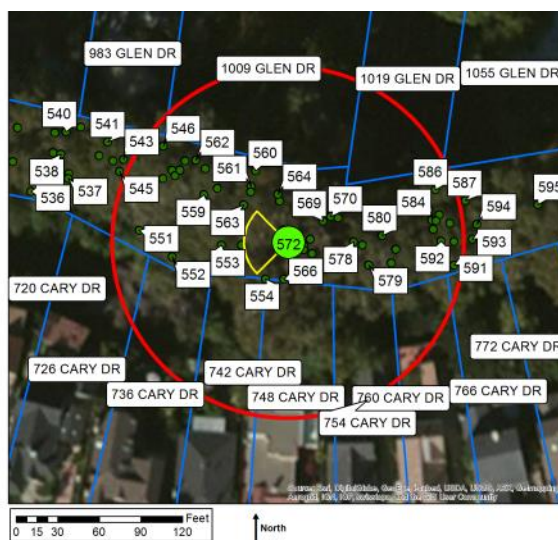 983 GLEN DR
1009 GLEN DR
1019 GLEN DR
1055 GLEN DR
540
541
543
546
562
560
561
564
586
587
538
537
536
545
559
563
569
570
584
594
595
551
572
580
593
552
553
554
566
578
579
592
591
720 CARY DR
726 CARY DR
736 CARY DR
742 CARY DR
748 CARY DR
754 CARY DR
760 CARY DR
766 CARY DR
772 CARY DR
Feet
0 15 30 60 90 120
North